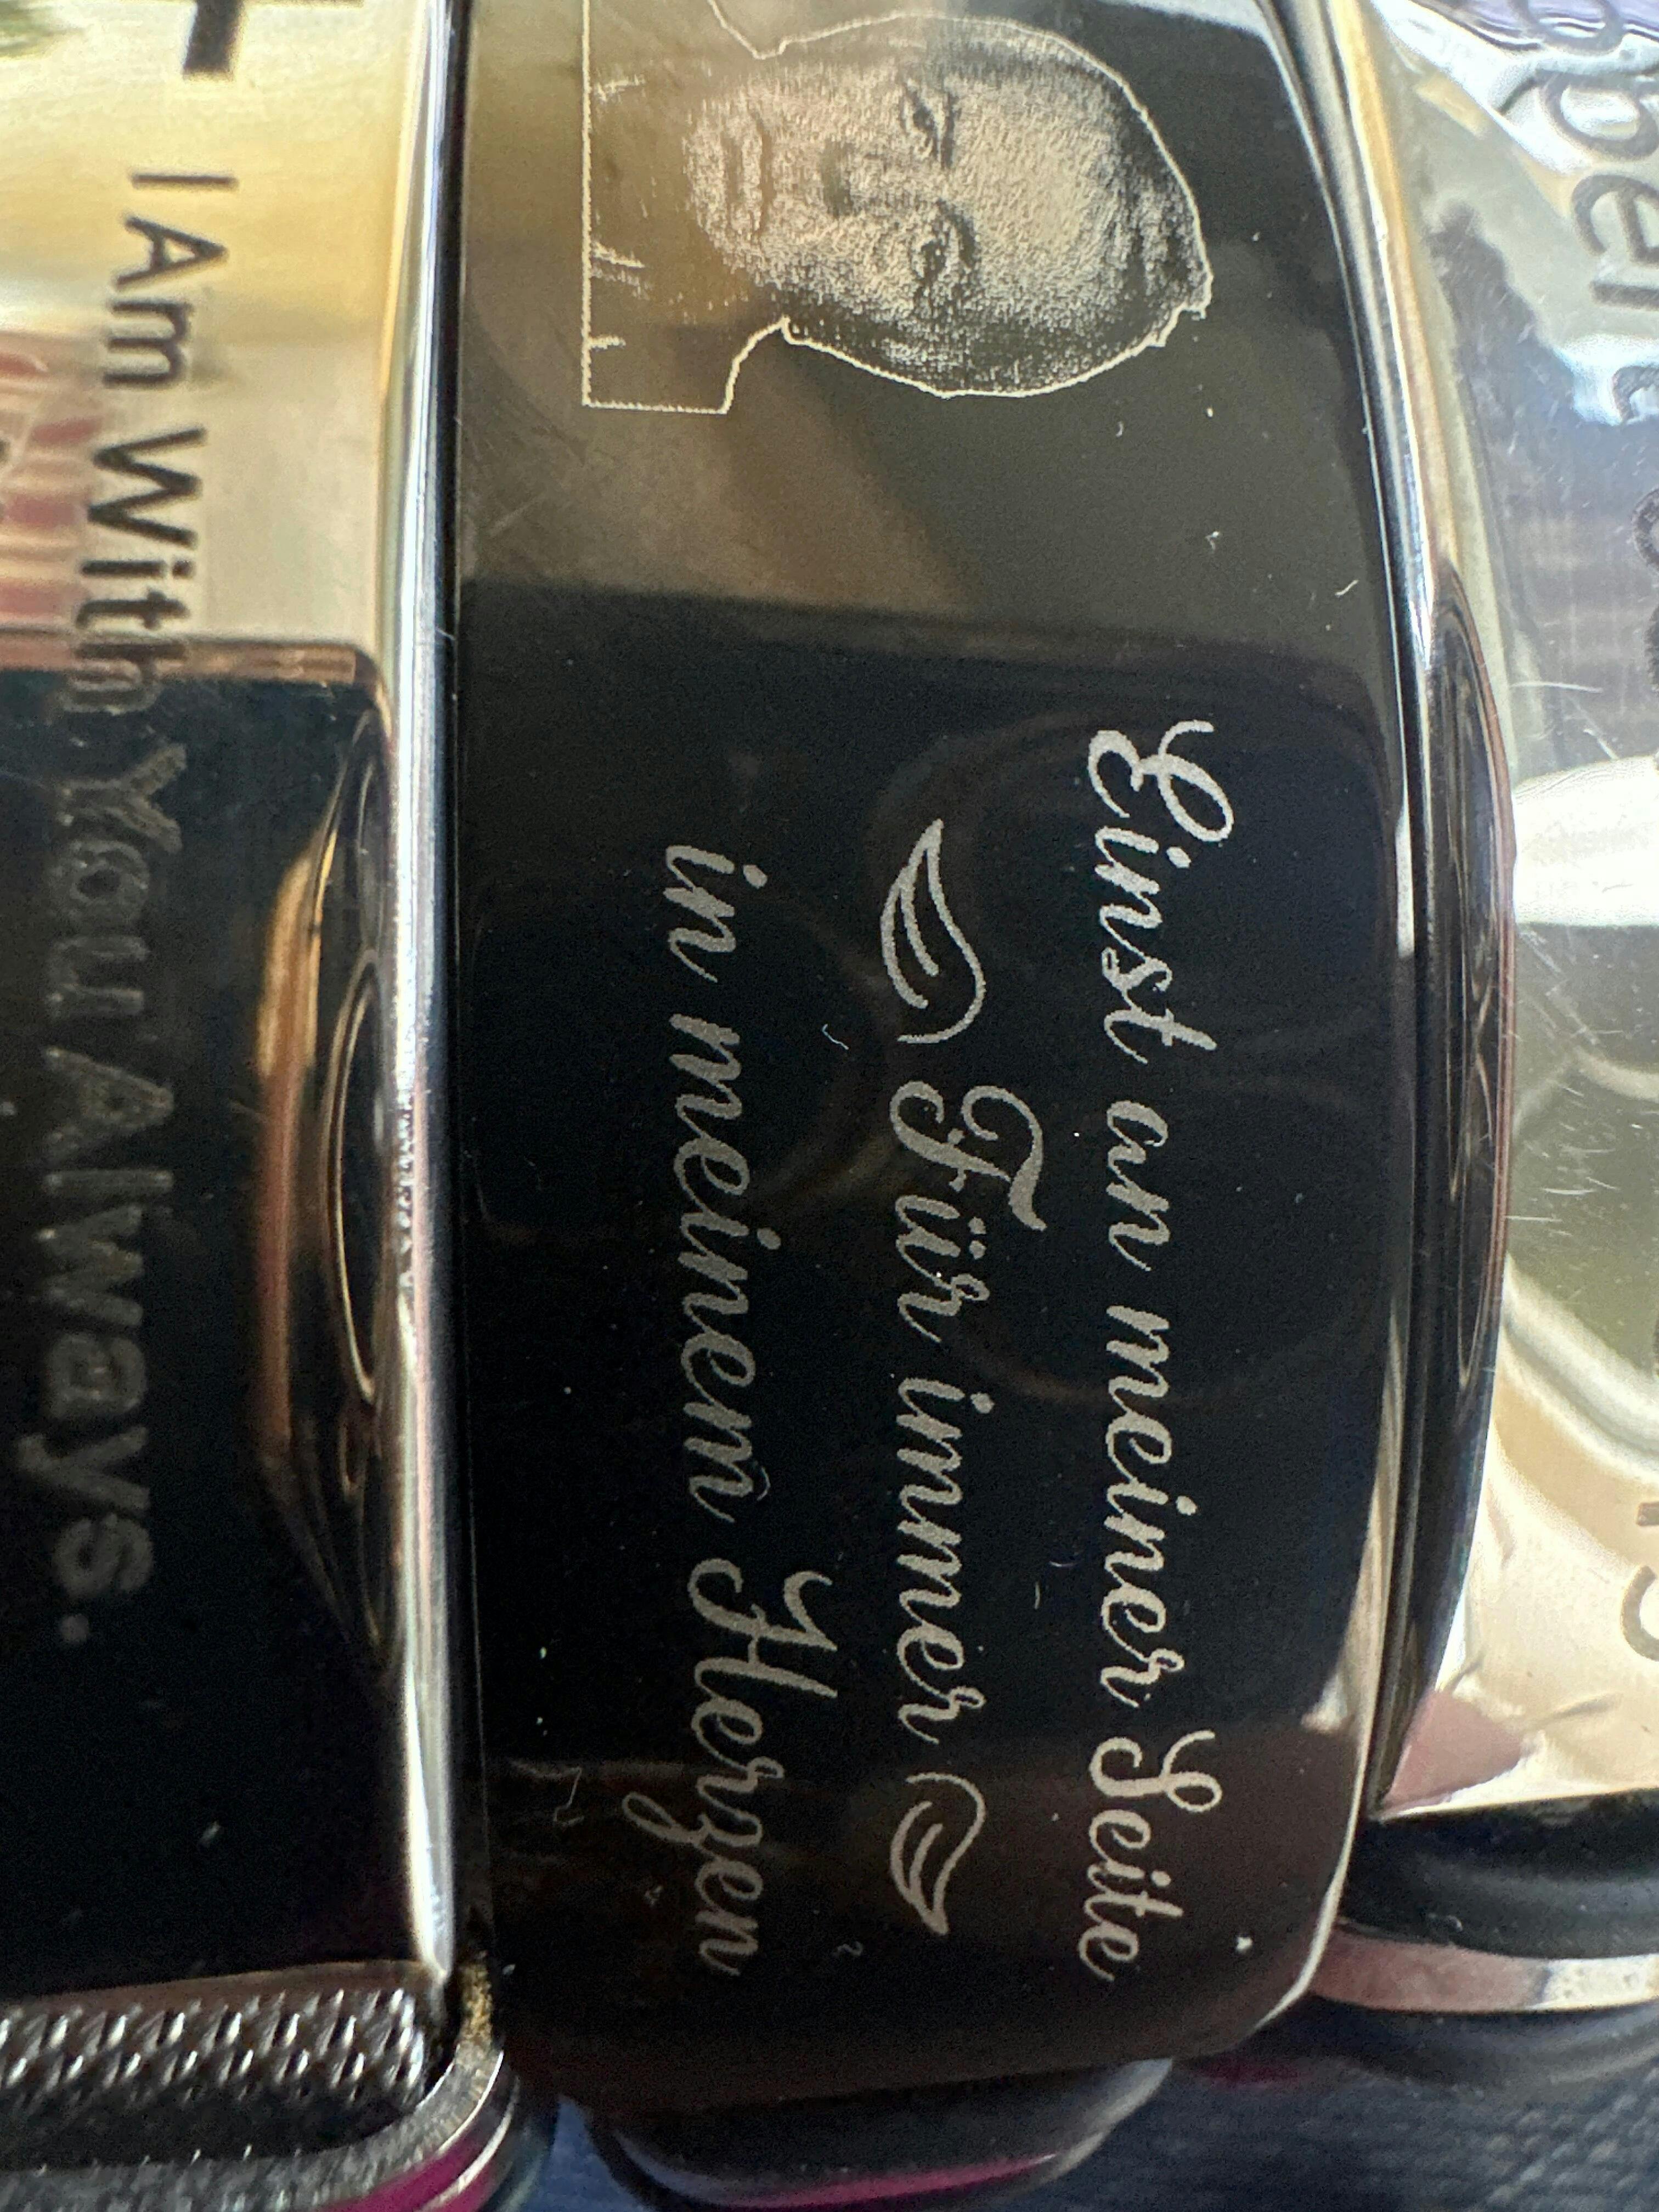 Einst an meiner Seite
Für immer
in meinem Herzen
I Am With You Always.